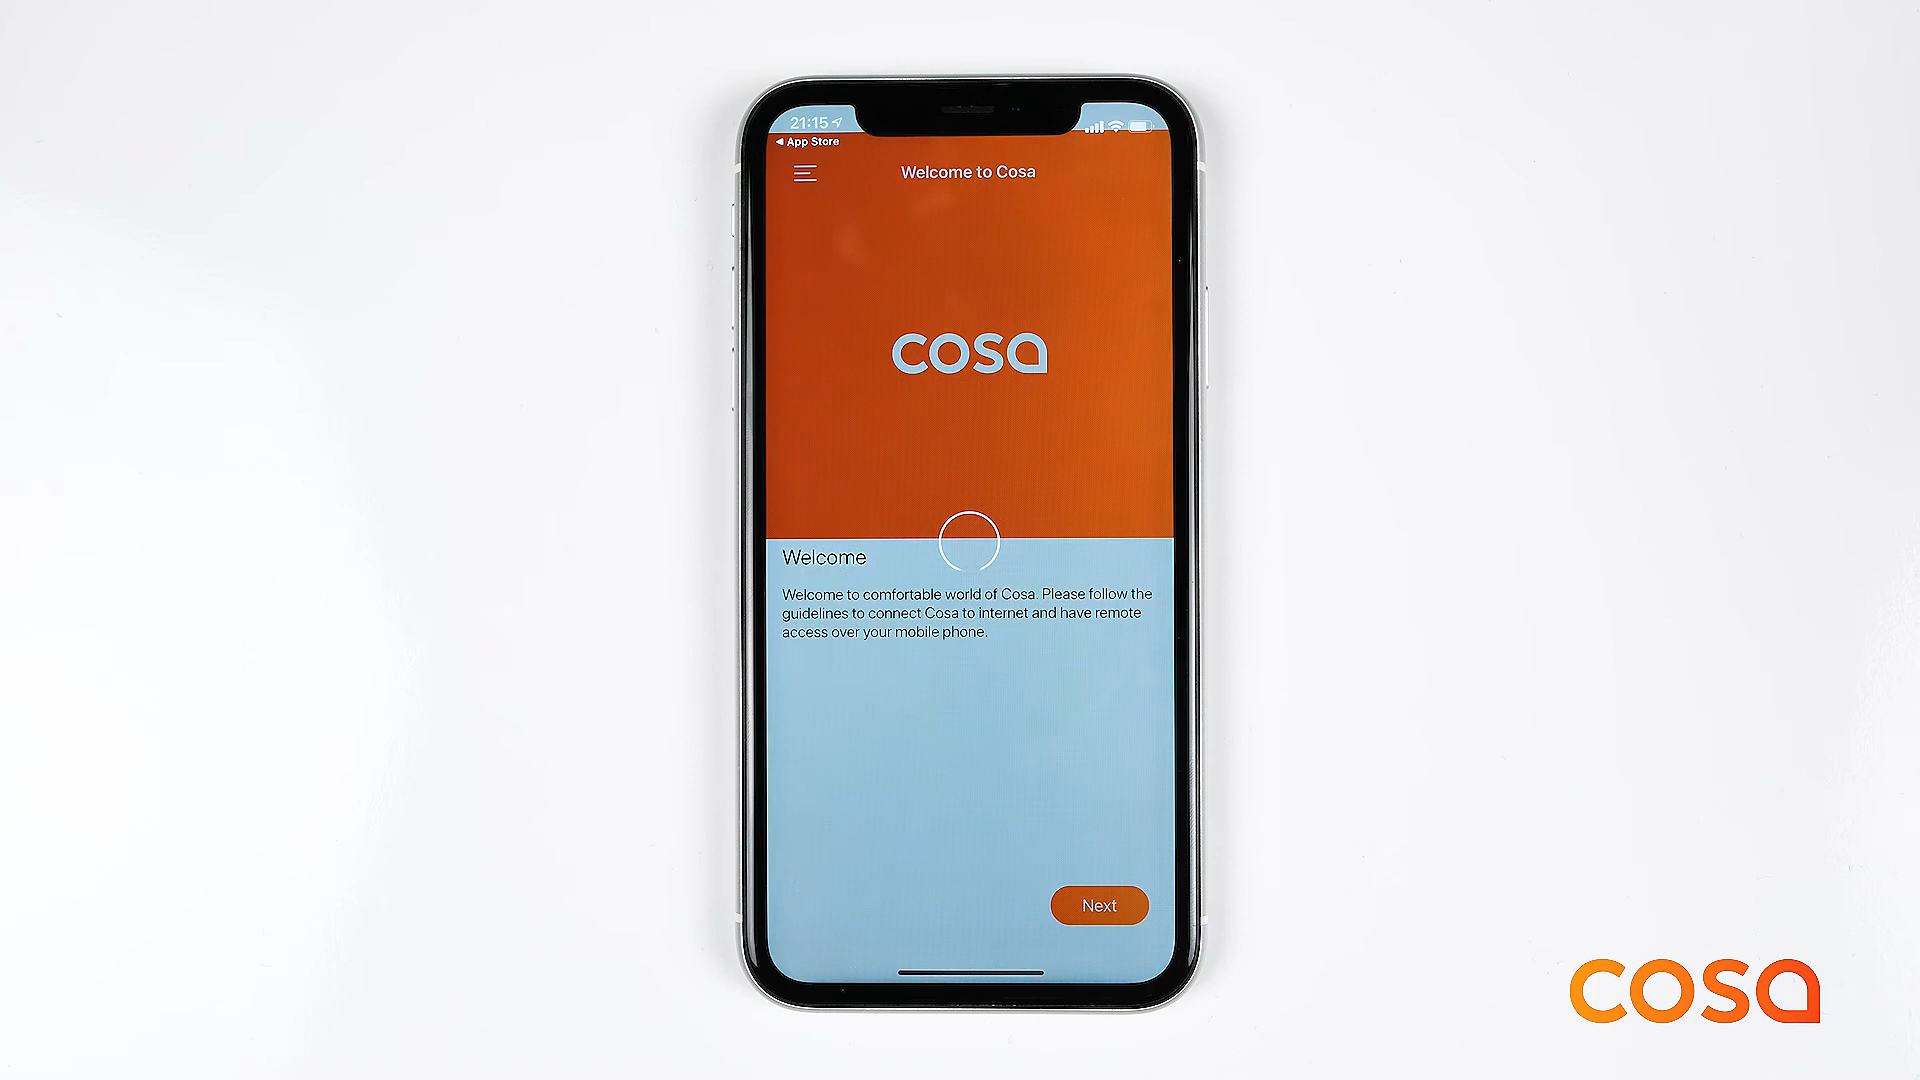 21:15
◀ App Store
Welcome to Cosa
cosa
Welcome
Welcome to comfortable world of Cosa. Please follow the
guidelines to connect Cosa to internet and have remote
access over your mobile phone.
Next
cosa